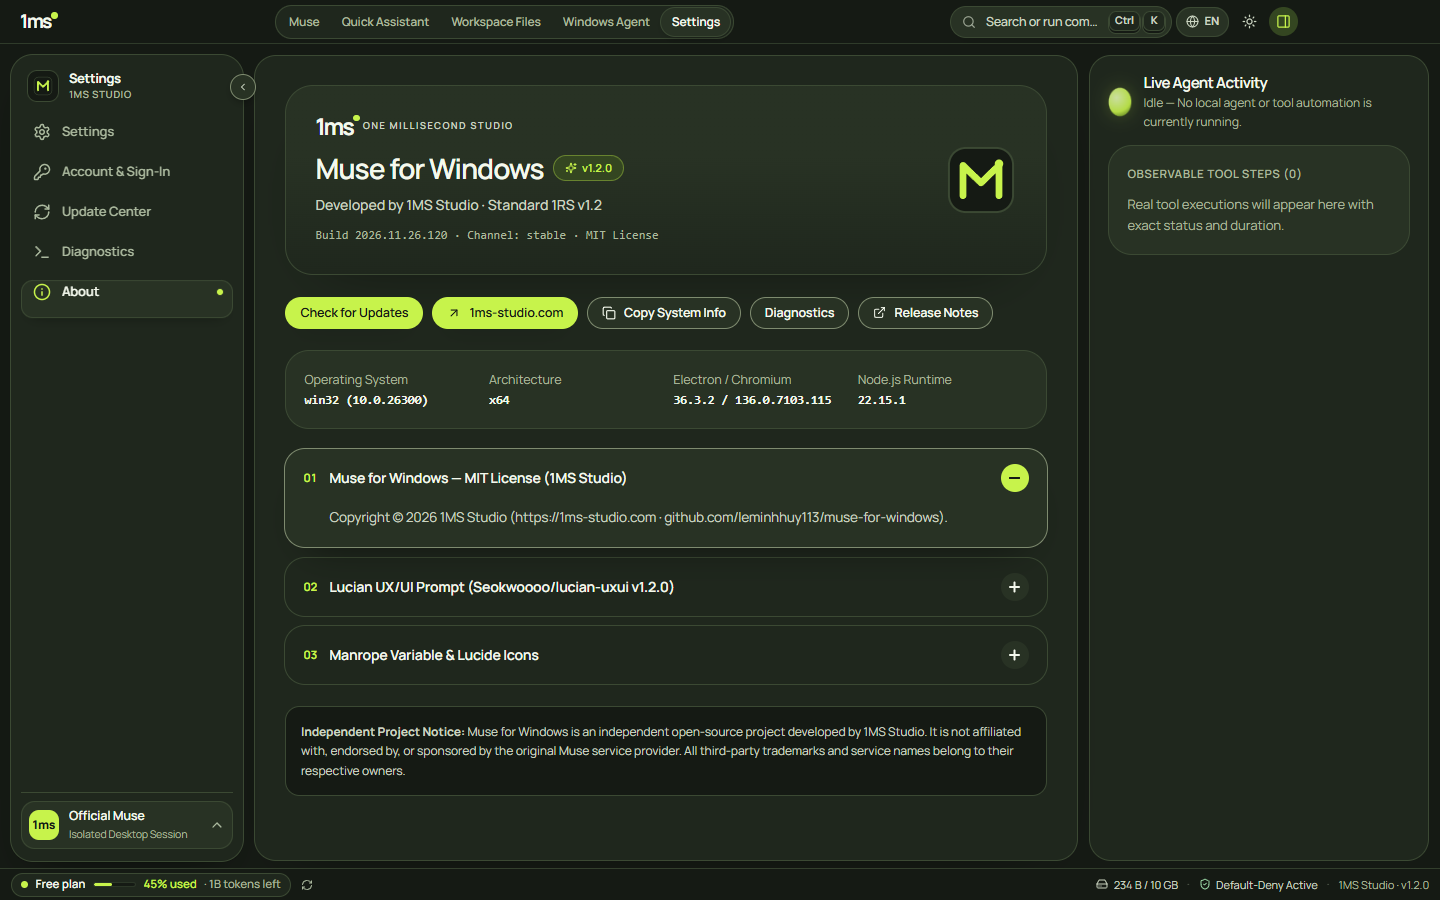 1ms
Muse
Quick Assistant
Workspace Files
Windows Agent
Settings
Search or run com...
Ctrl
K
EN
Settings
1MS STUDIO
Settings
Account & Sign-In
Update Center
Diagnostics
About
1ms ONE MILLISECOND STUDIO
Muse for Windows
v1.2.0
Developed by 1MS Studio · Standard 1RS v1.2
Build 2026.11.26.120 · Channel: stable · MIT License
Check for Updates
1ms-studio.com
Copy System Info
Diagnostics
Release Notes
Operating System
win32 (10.0.26300)
Architecture
x64
Electron / Chromium
36.3.2 / 136.0.7103.115
Node.js Runtime
22.15.1
01 Muse for Windows — MIT License (1MS Studio)
Copyright © 2026 1MS Studio (https://1ms-studio.com · github.com/leminhhuy113/muse-for-windows).
02 Lucian UX/UI Prompt (Seokwoooo/lucian-uxui v1.2.0)
03 Manrope Variable & Lucide Icons
Independent Project Notice: Muse for Windows is an independent open-source project developed by 1MS Studio. It is not affiliated
with, endorsed by, or sponsored by the original Muse service provider. All third-party trademarks and service names belong to their
respective owners.
Live Agent Activity
Idle — No local agent or tool automation is
currently running.
OBSERVABLE TOOL STEPS (0)
Real tool executions will appear here with
exact status and duration.
1ms
Official Muse
Isolated Desktop Session
Free plan
45% used
· 1B tokens left
234 B / 10 GB
Default-Deny Active
1MS Studio · v1.2.0